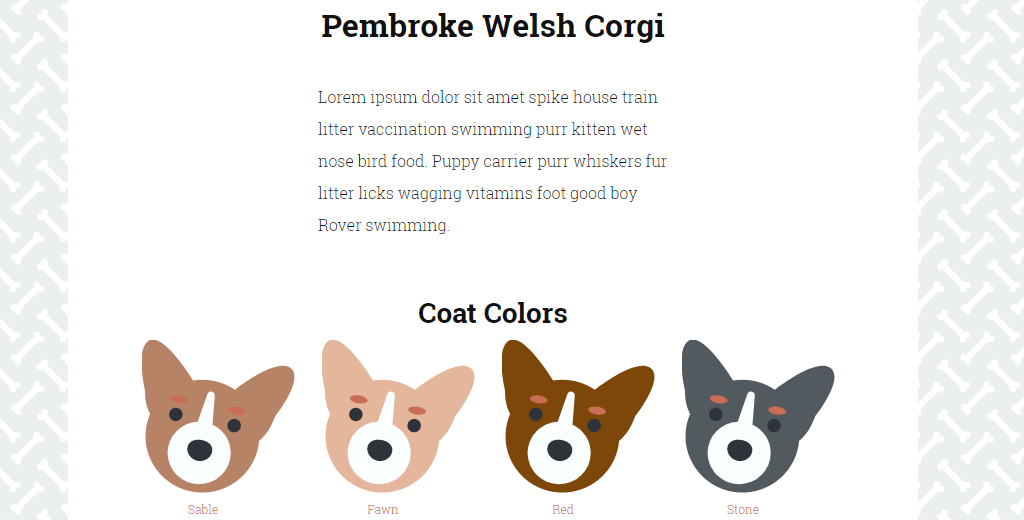 Pembroke Welsh Corgi
Lorem ipsum dolor sit amet spike house train
litter vaccination swimming purr kitten wet
nose bird food. Puppy carrier purr whiskers fur
litter licks wagging vitamins foot good boy
Rover swimming.
Coat Colors
Sable
Fawn
Red
Stone